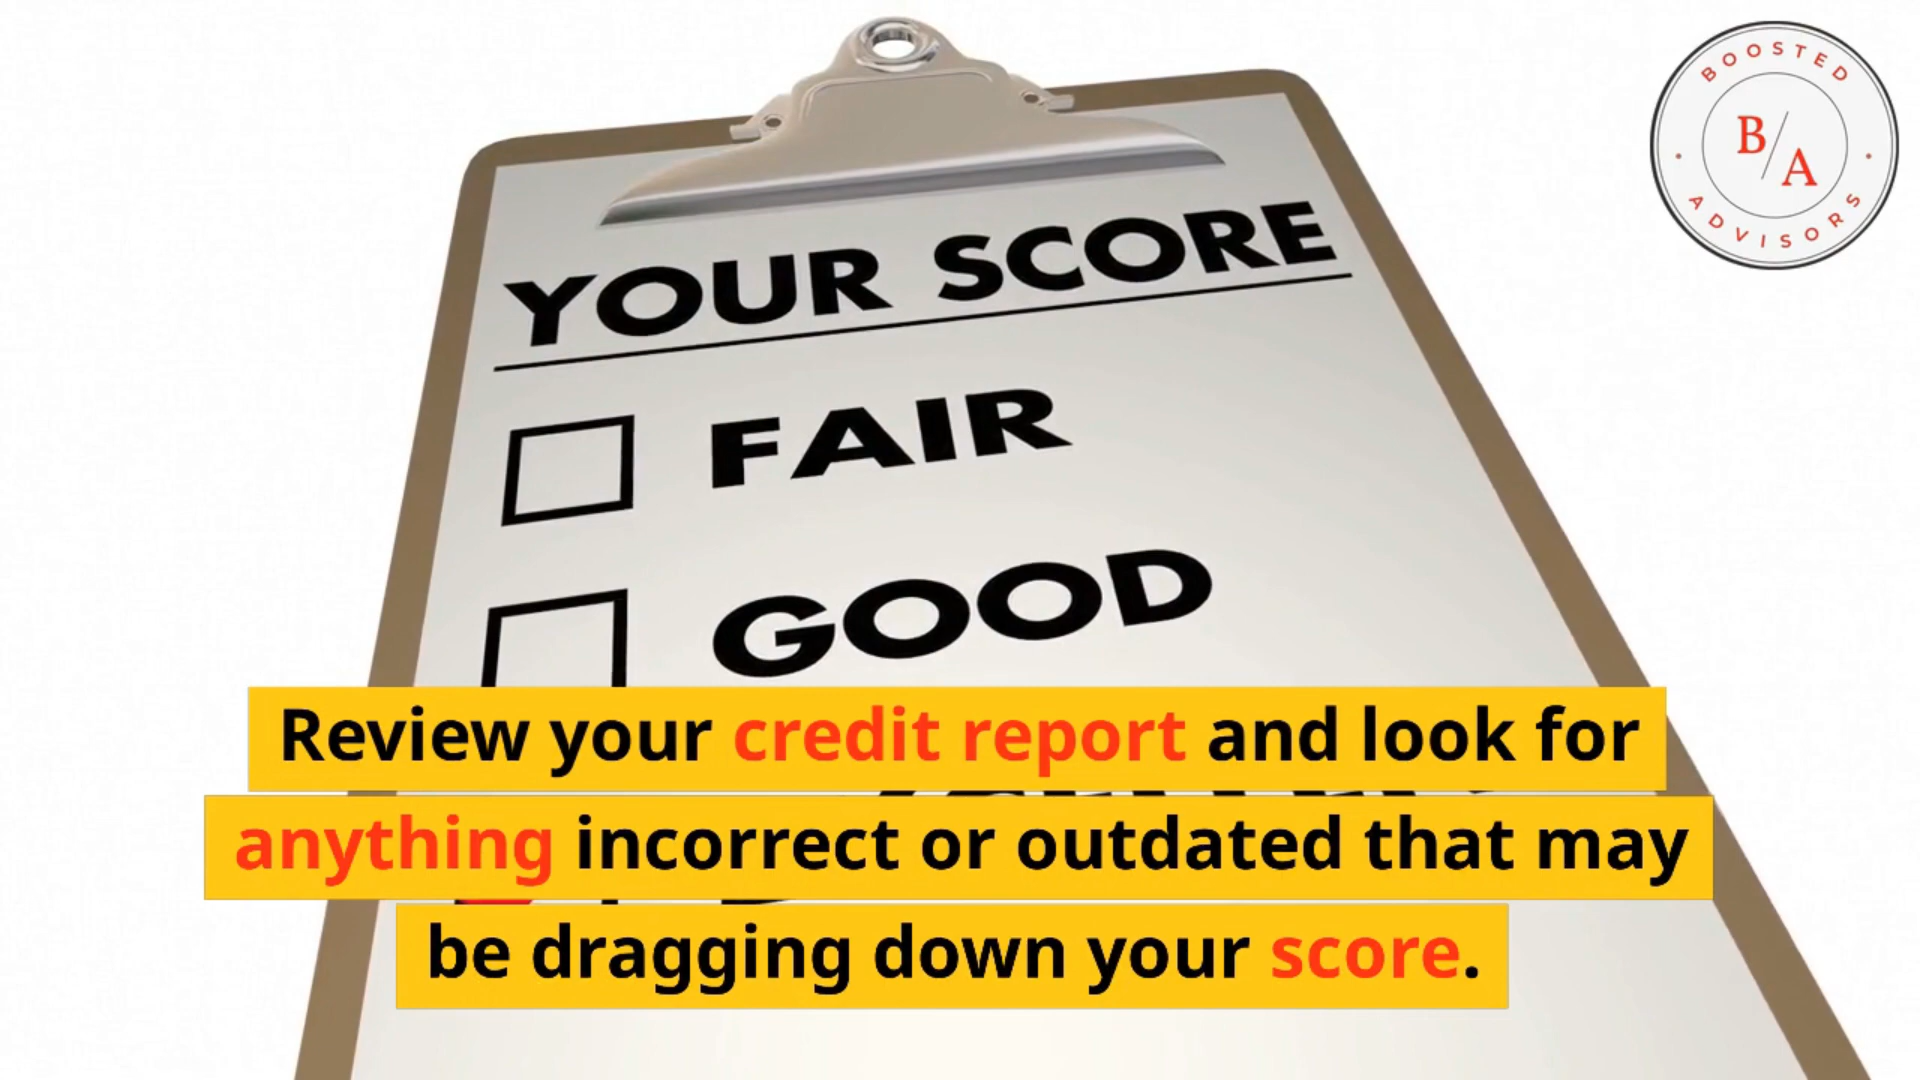 BOOSTED
B/A
ADVISORS
YOUR SCORE
FAIR
GOOD
Review your credit report and look for
anything incorrect or outdated that may
be dragging down your score.